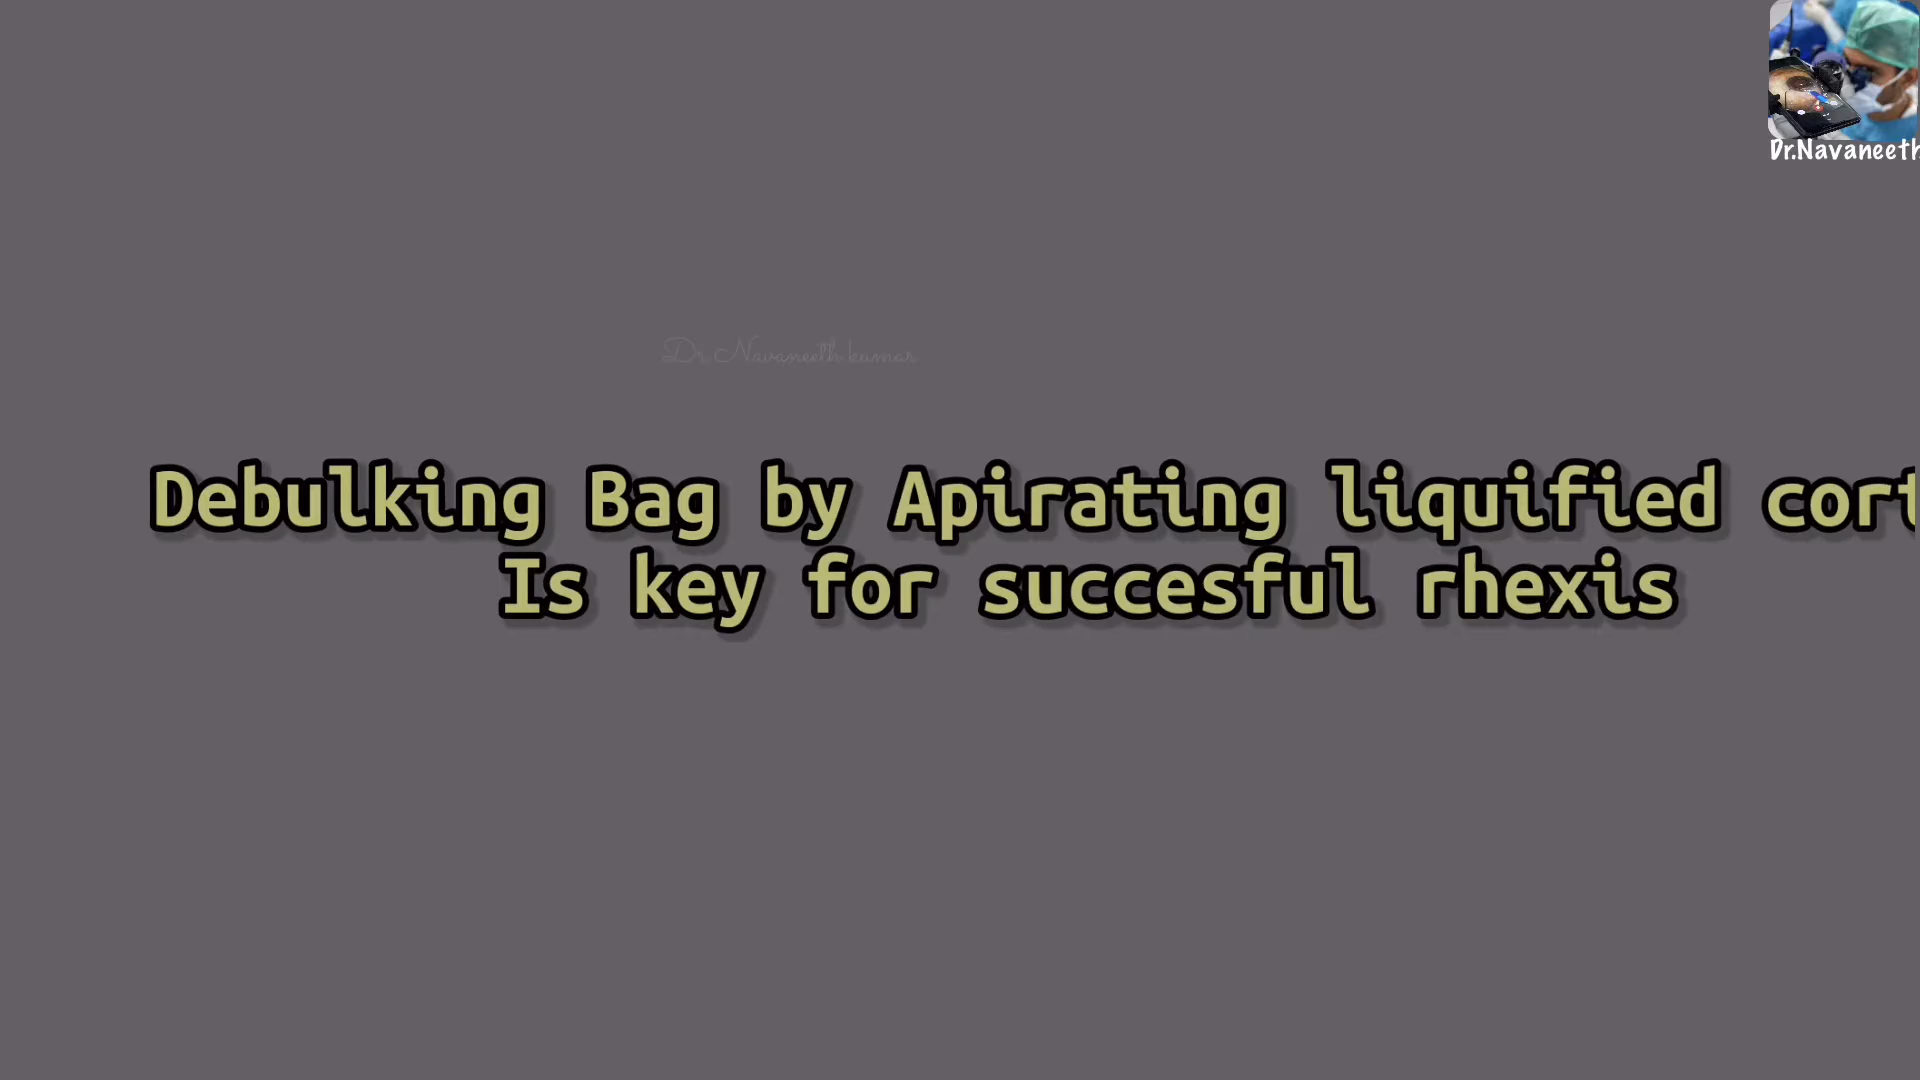 Dr.Navaneeth
Dr. Navaneeth kumar
Debulking Bag by Apirating liquified cort
Is key for succesful rhexis